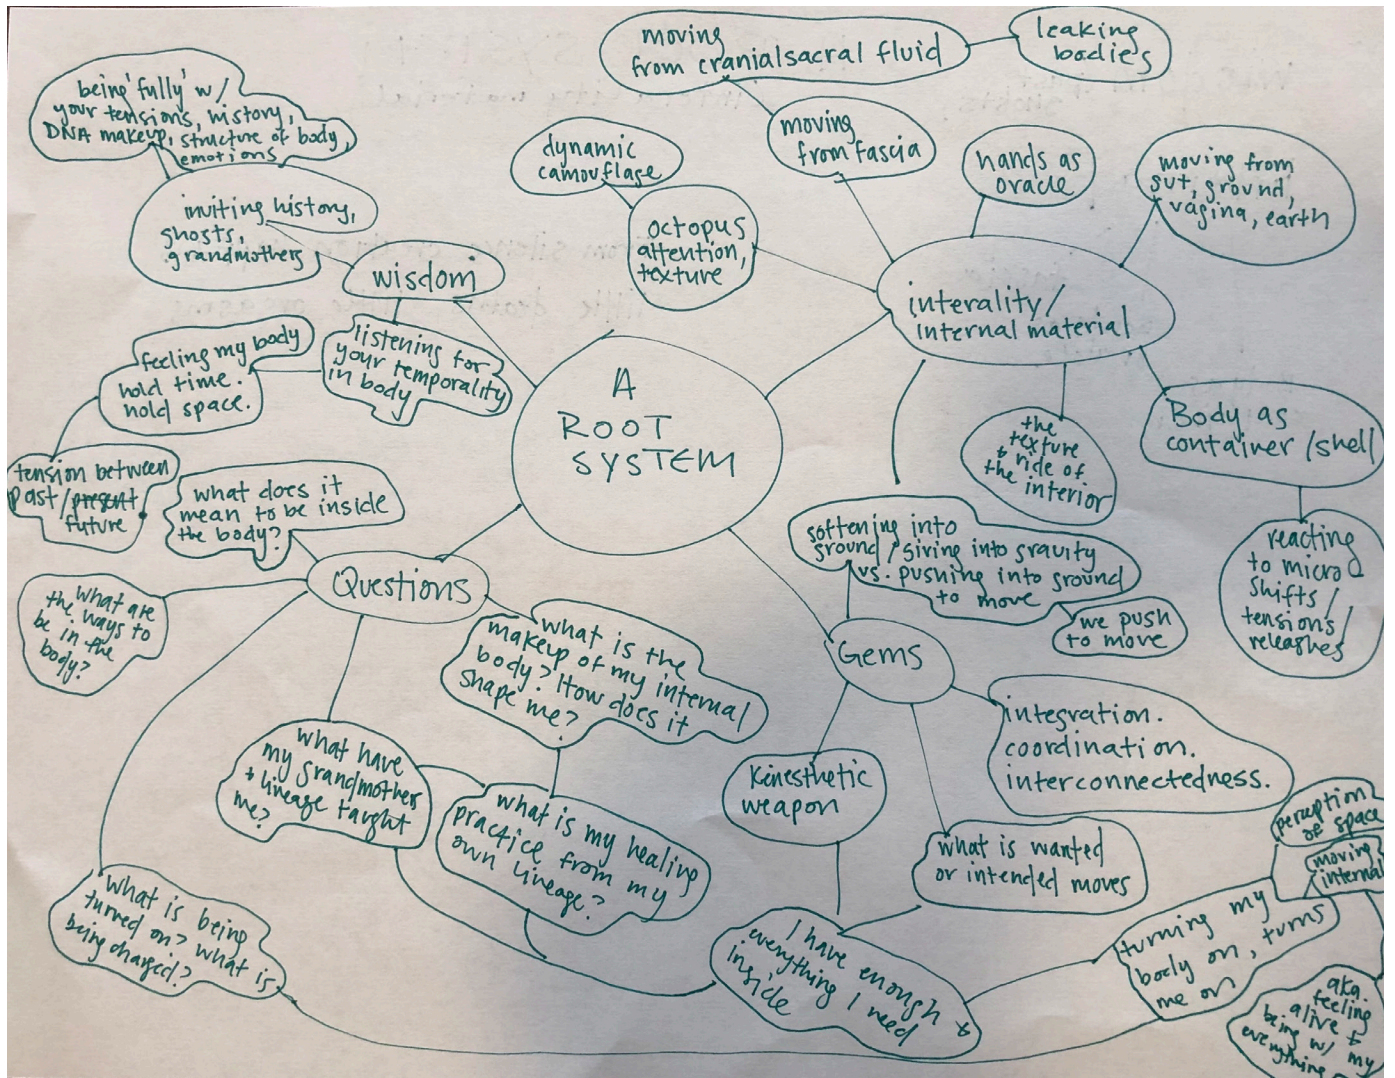 moving
from cranialsacral fluid
leaking
bodies
being 'fully' w/
your tensions, history,
DNA makeup, structure of body,
emotions
dynamic
camouflage
moving
from fascia
hands as
oracle
moving from
gut, ground,
vagina, earth
inviting history,
ghosts,
grandmothers
octopus
attention,
texture
wisdom
interality/
internal material
feeling my body
hold time.
hold space.
listening for
your temporality
in body
A
ROOT
SYSTEM
Body as
container/shell
the
texture
+ ride of
the interior
tension between
past/present
future
what does it
mean to be inside
the body?
softening into
ground/giving into gravity
vs. pushing into ground
to move
we push
to move
reacting
to micro
shifts/
tensions/
releashes
Questions
what are
the ways to
be in the
body?
what is the
makeup of my internal
body? How does it
shape me?
Gems
integration.
coordination.
interconnectedness.
what have
my grandmothers
+ lineage taught
me?
what is my healing
practice from my
own lineage?
Kinesthetic
weapon
what is wanted
or intended moves
perception
of space
moving
internal
what is being
turned on? what is
being charged?
I have enough +
everything I need
inside
turning my
body on, turns
me on
aka.
feeling
alive +
being w/ my
everything